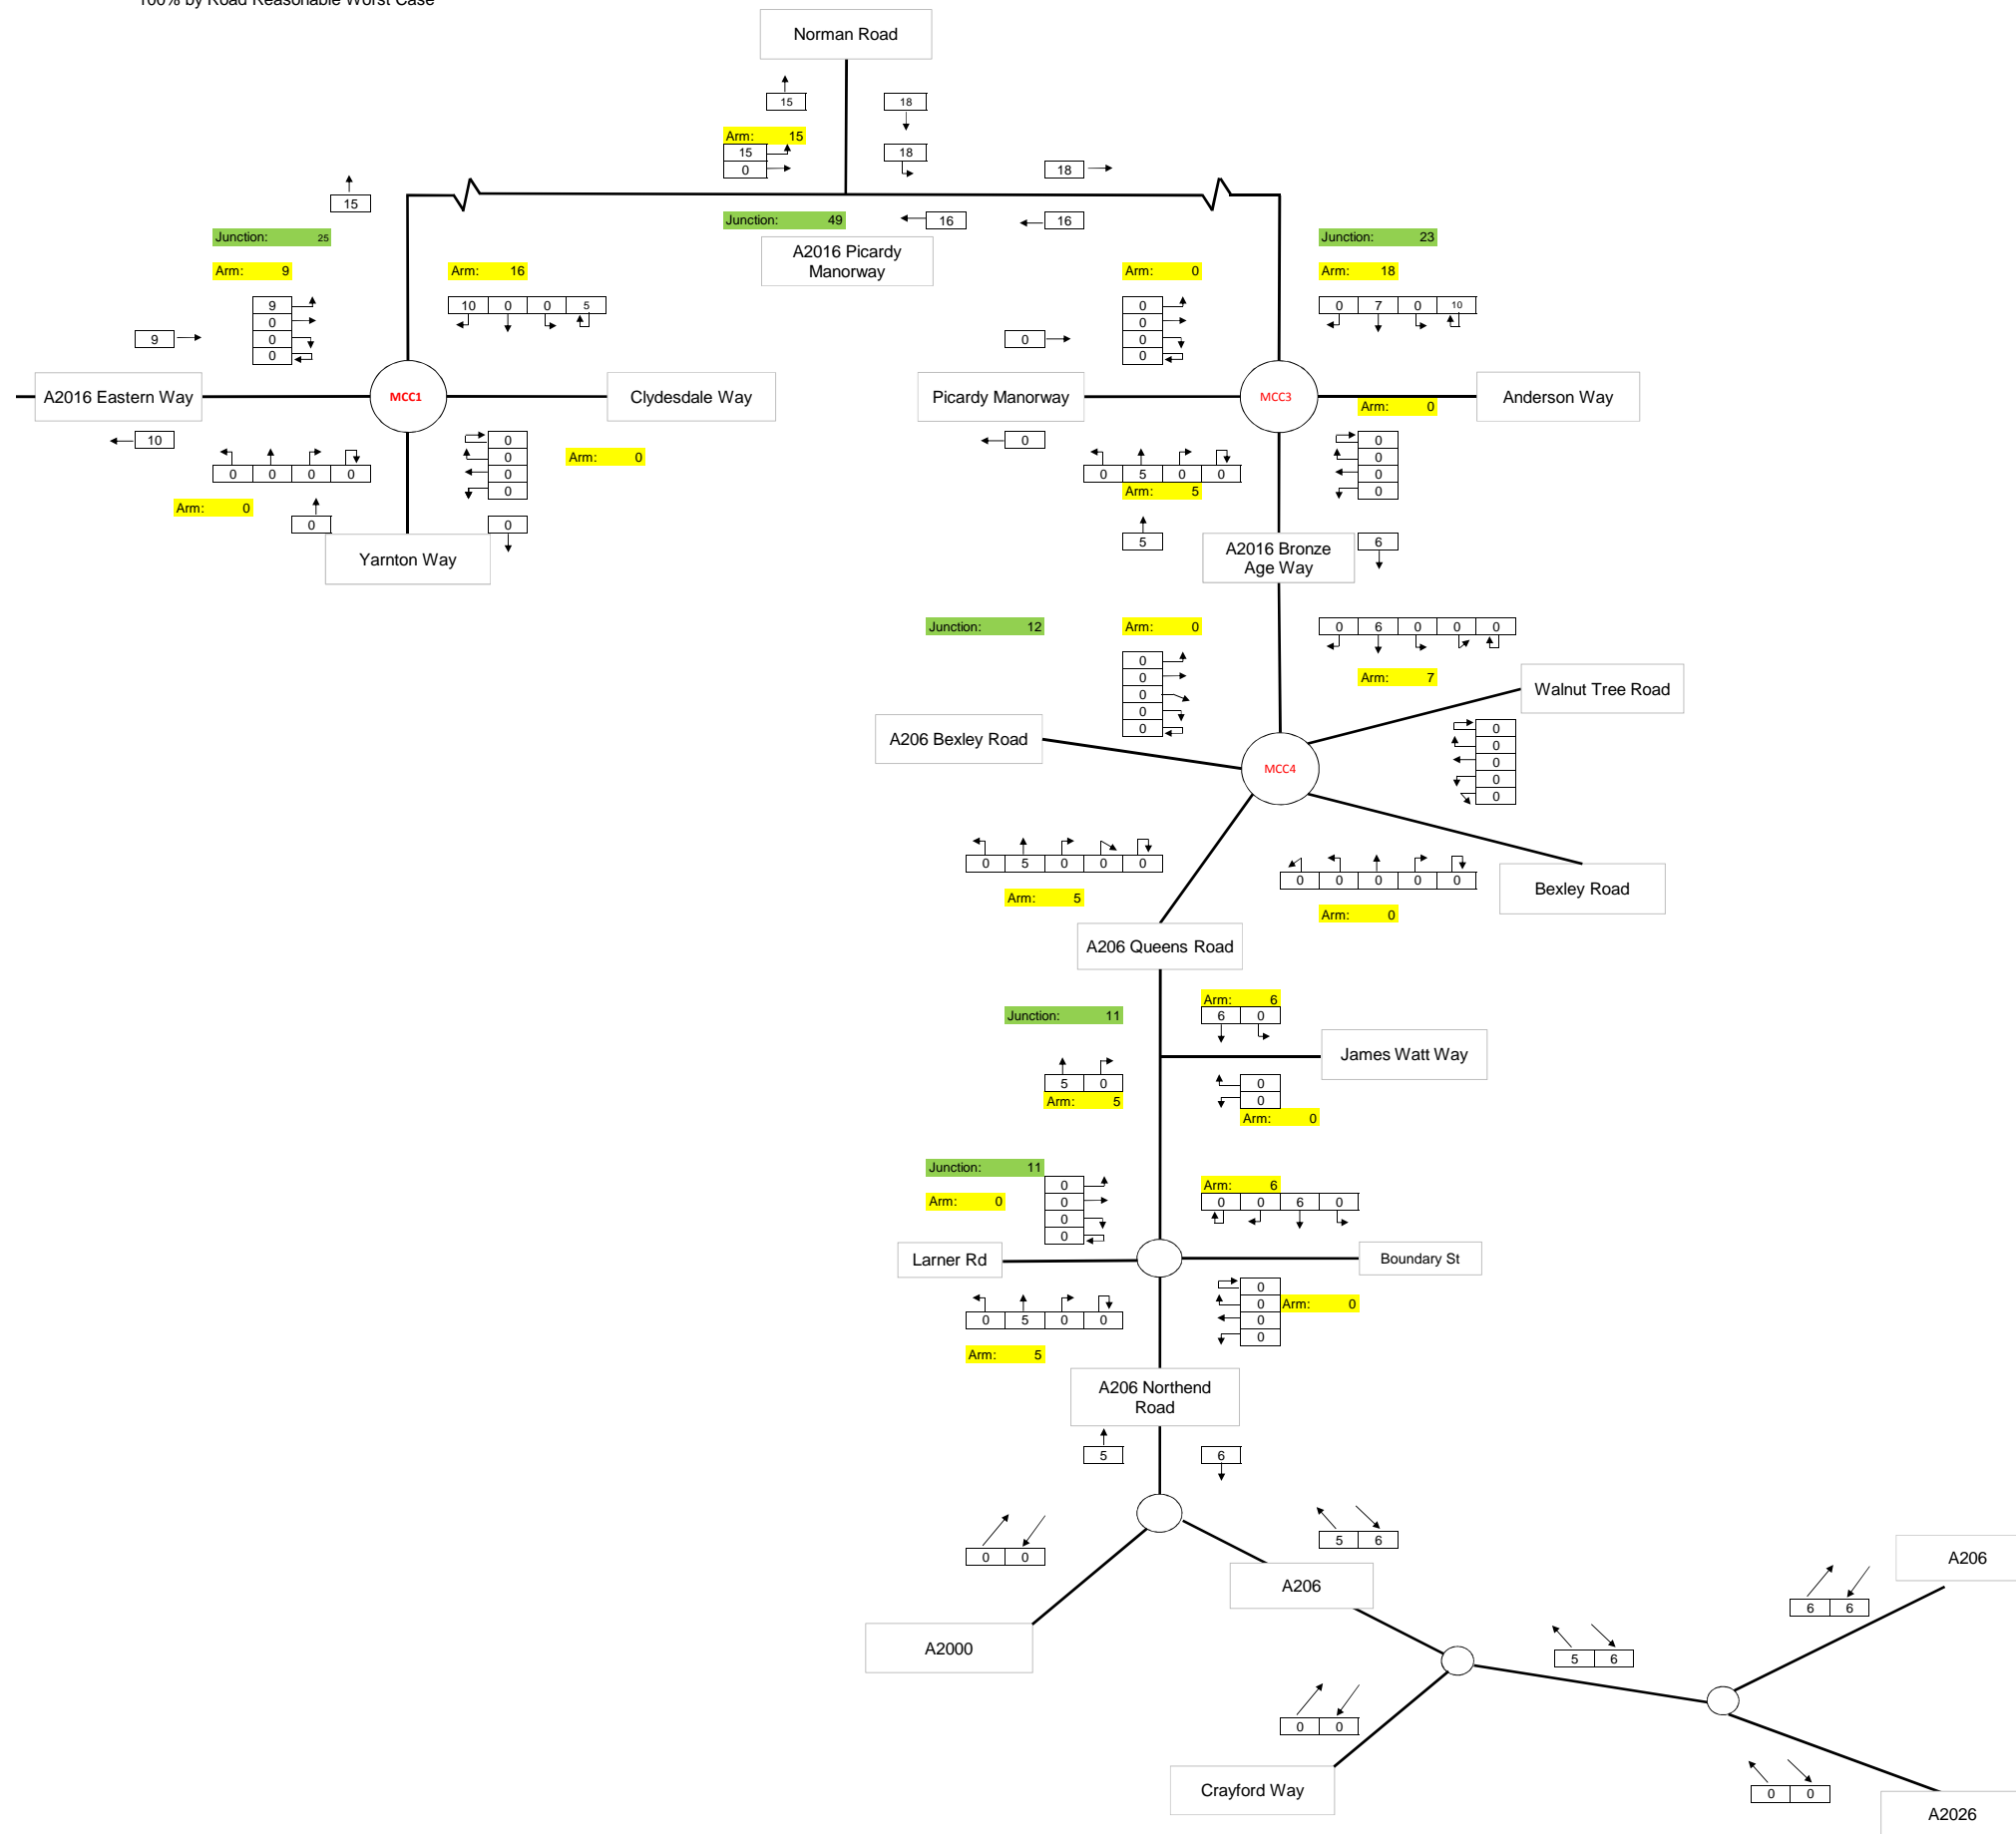 100% by Road Reasonable Worst Case
Norman Road
15
18
Arm: 15
15
0
18
18
15
Junction: 49
16
16
A2016 Picardy
Manorway
Junction: 25
Arm: 9
Arm: 16
9
0
0
0
10 0 0 5
9
A2016 Eastern Way
MCC1
Clydesdale Way
10
0 0 0 0
Arm: 0
0
0
0
0
0
Arm: 0
0
Yarnton Way
Junction: 23
Arm: 0
Arm: 18
0
0
0
0
0 7 0 10
0
Picardy Manorway
MCC3
Anderson Way
Arm: 0
0
0 5 0 0
Arm: 5
0
0
0
0
5
A2016 Bronze
Age Way
6
Junction: 12
Arm: 0
0 6 0 0 0
Arm: 7
0
0
0
0
0
Walnut Tree Road
A206 Bexley Road
MCC4
0
0
0
0
0
0 5 0 0 0
Arm: 5
0 0 0 0 0
Arm: 0
Bexley Road
A206 Queens Road
Junction: 11
Arm: 6
6 0
James Watt Way
5 0
Arm: 5
0
0
Arm: 0
Junction: 11
Arm: 0
0
0
0
0
Arm: 6
0 0 6 0
Larner Rd
Boundary St
0 5 0 0
Arm: 5
0
0
0
0
Arm: 0
A206 Northend
Road
5
6
0 0
5 6
A206
A206
6 6
A2000
5 6
0 0
Crayford Way
0 0
A2026